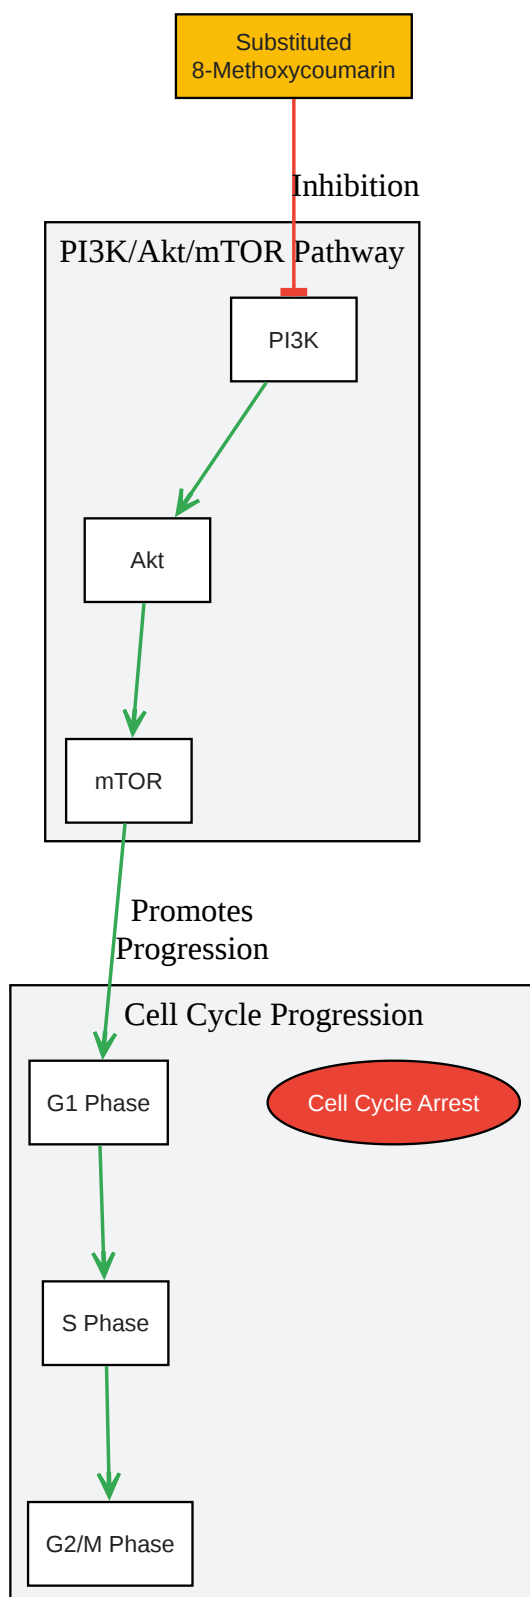 Substituted
8-Methoxycoumarin
Inhibition
PI3K/Akt/mTOR Pathway
PI3K
Akt
mTOR
Promotes
Progression
Cell Cycle Progression
G1 Phase
Cell Cycle Arrest
S Phase
G2/M Phase